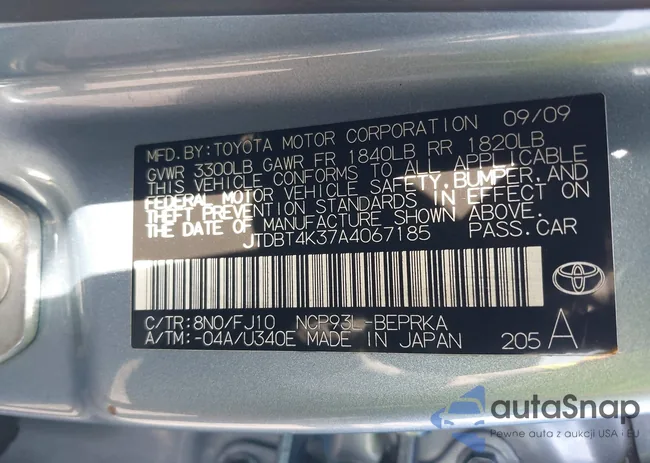 MFD.BY:TOYOTA MOTOR CORPORATION 09/09
GVWR 3300LB GAWR FR 1840LB RR 1820LB
THIS VEHICLE CONFORMS TO ALL APPLICABLE
FEDERAL MOTOR VEHICLE SAFETY,BUMPER,AND
THEFT PREVENTION STANDARDS IN EFFECT ON
THE DATE OF MANUFACTURE SHOWN ABOVE.
JTDBT4K37A4067185 PASS.CAR
C/TR:8N0/FJ10 NCP93L-BEPRKA
A/TM:-04A/U340E MADE IN JAPAN 205 A
autaSnap
Pewne auta z aukcji USA i EU